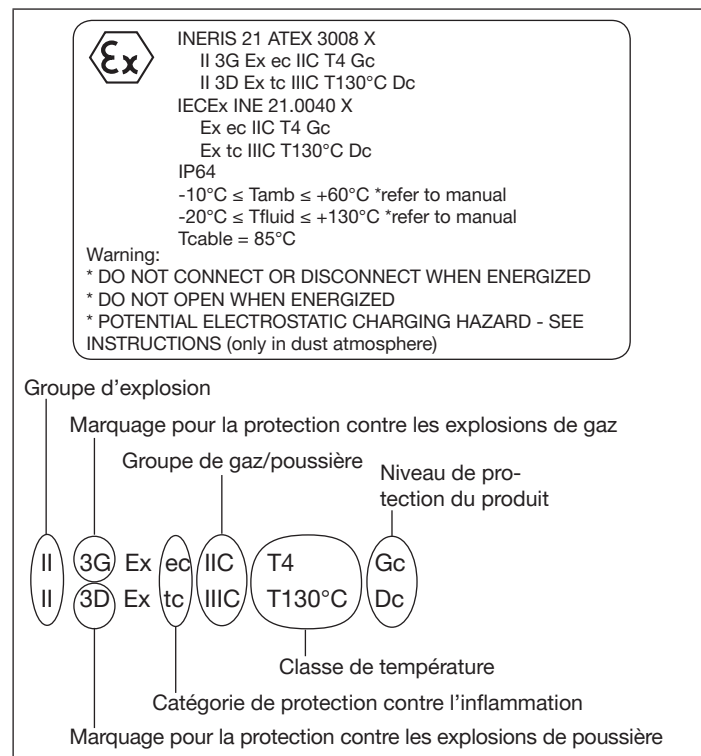 Ex
INERIS 21 ATEX 3008 X
II 3G Ex ec IIC T4 Gc
II 3D Ex tc IIIC T130°C Dc
IECEx INE 21.0040 X
Ex ec IIC T4 Gc
Ex tc IIIC T130°C Dc
IP64
-10°C ≤ Tamb ≤ +60°C *refer to manual
-20°C ≤ Tfluid ≤ +130°C *refer to manual
Tcable = 85°C
Warning:
* DO NOT CONNECT OR DISCONNECT WHEN ENERGIZED
* DO NOT OPEN WHEN ENERGIZED
* POTENTIAL ELECTROSTATIC CHARGING HAZARD - SEE
INSTRUCTIONS (only in dust atmosphere)
Groupe d'explosion
Marquage pour la protection contre les explosions de gaz
Groupe de gaz/poussière
Niveau de pro-
tection du produit
II 3G Ex ec IIC T4 Gc
II 3D Ex tc IIIC T130°C Dc
Classe de température
Catégorie de protection contre l'inflammation
Marquage pour la protection contre les explosions de poussière